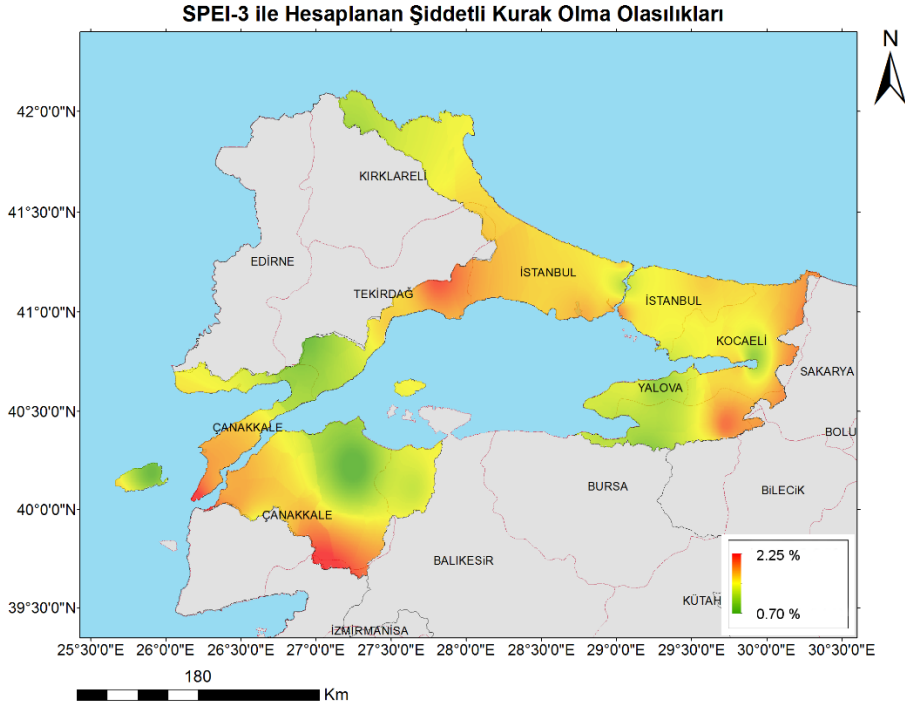 SPEI-3 ile Hesaplanan Şiddetli Kurak Olma Olasılıkları
N
42°0'0"N
KIRKLARELİ
41°30'0"N
EDİRNE
İSTANBUL
TEKİRDAĞ
İSTANBUL
41°0'0"N
KOCAELİ
SAKARYA
YALOVA
40°30'0"N
ÇANAKKALE
BOLU
BURSA
BİLECİK
40°0'0"N
ÇANAKKALE
BALIKESİR
2.25 %
39°30'0"N
KÜTAH
0.70 %
İZMİRMANİSA
25°30'0"E
26°0'0"E
26°30'0"E
27°0'0"E
27°30'0"E
28°0'0"E
28°30'0"E
29°0'0"E
29°30'0"E
30°0'0"E
30°30'0"E
180
Km